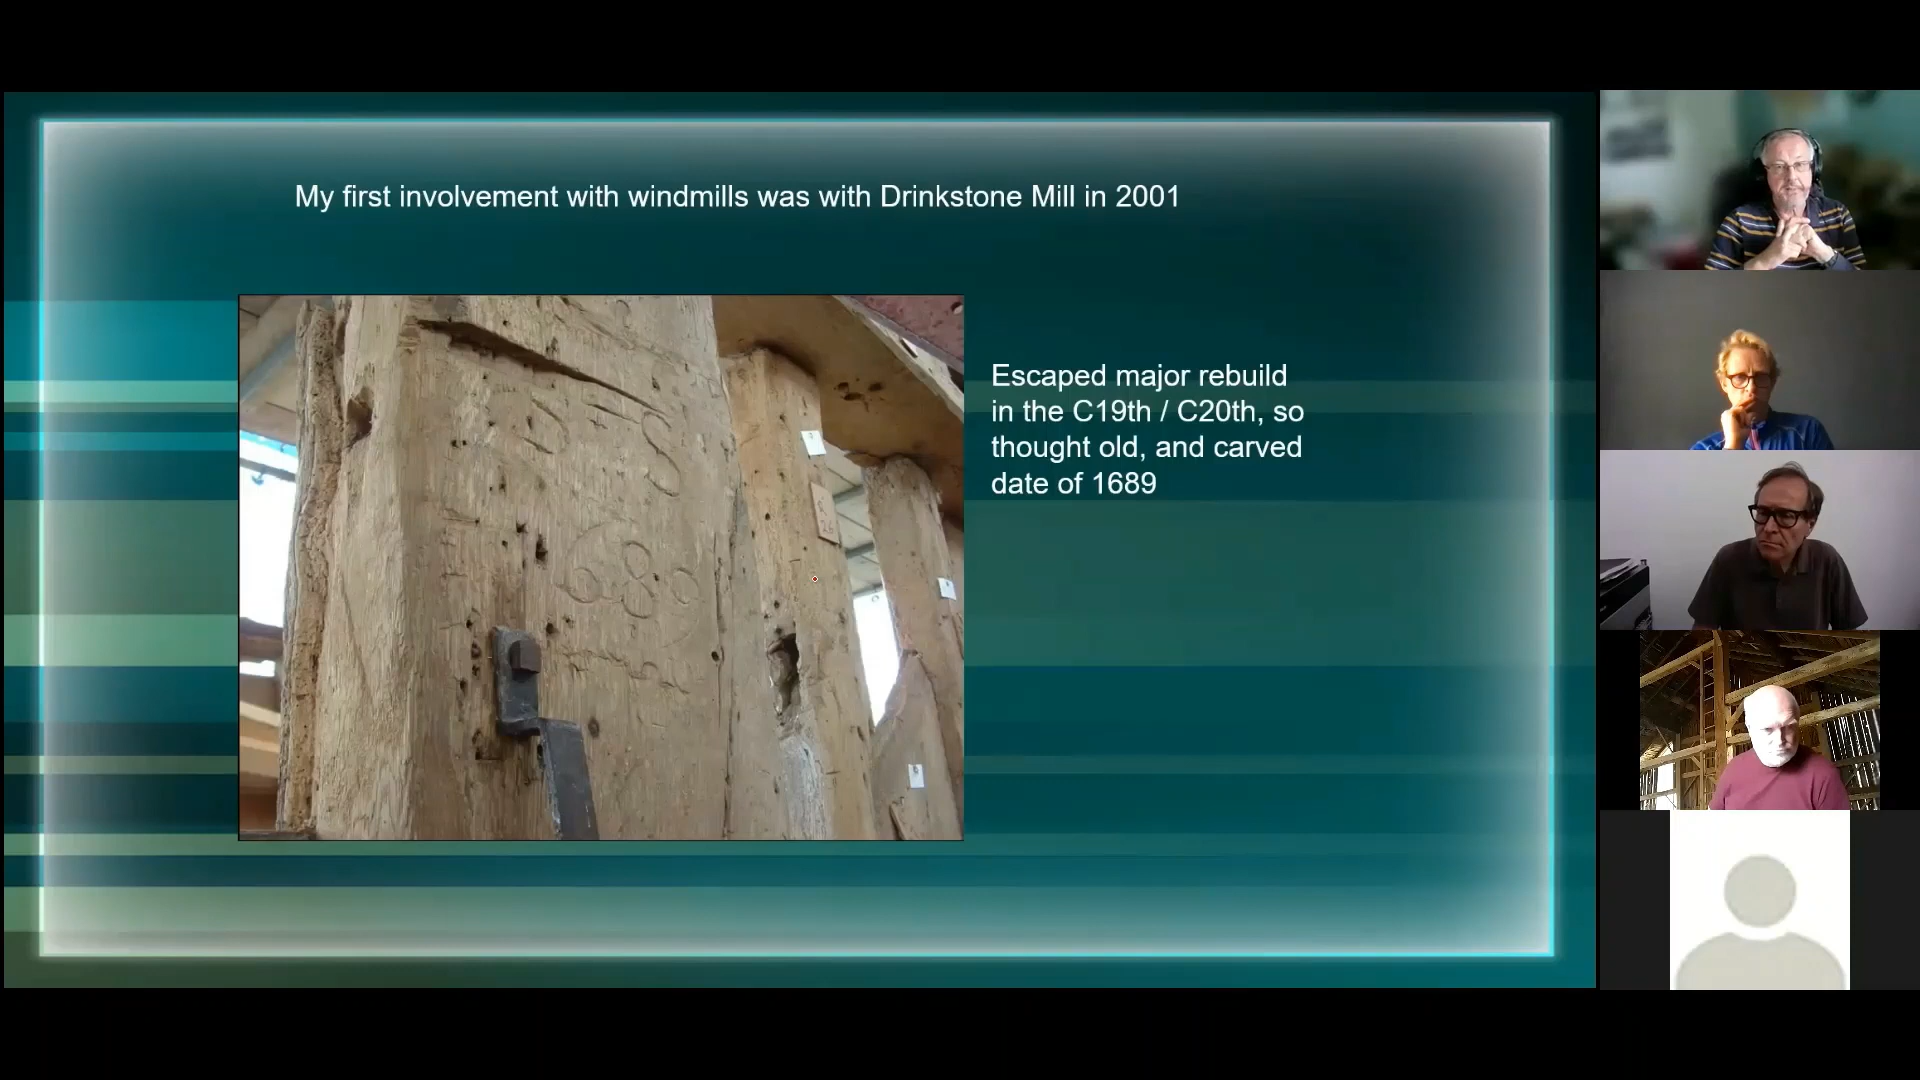 My first involvement with windmills was with Drinkstone Mill in 2001
Escaped major rebuild
in the C19th / C20th, so
thought old, and carved
date of 1689
S
689